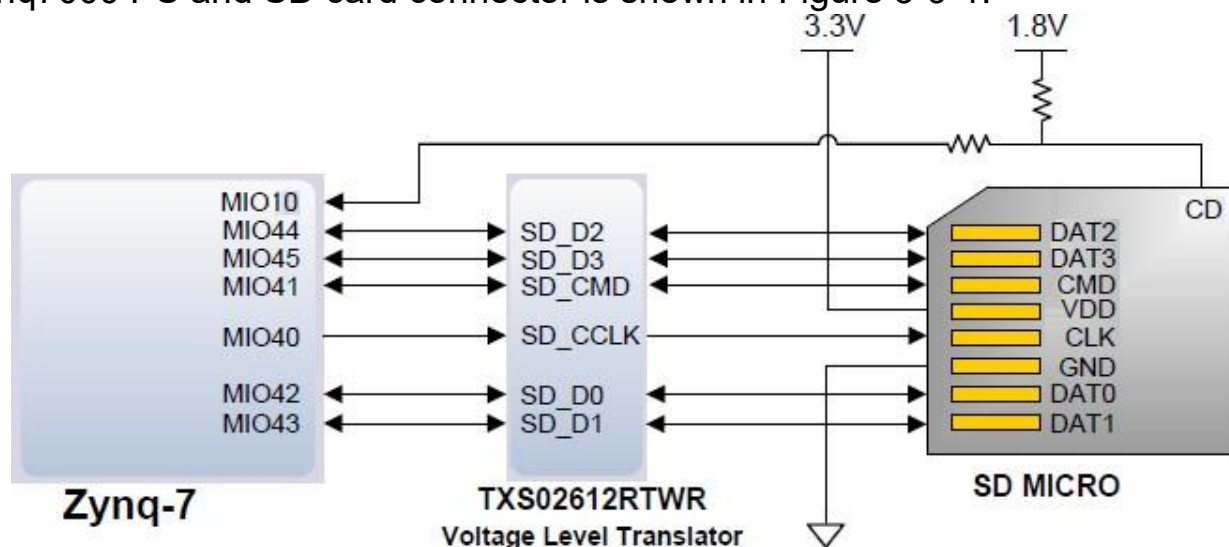 3.3V
1.8V
MIO10
MIO44
MIO45
MIO41
MIO40
MIO42
MIO43
Zynq-7
SD_D2
SD_D3
SD_CMD
SD_CCLK
SD_D0
SD_D1
TXS02612RTWR
Voltage Level Translator
CD
DAT2
DAT3
CMD
VDD
CLK
GND
DAT0
DAT1
SD MICRO